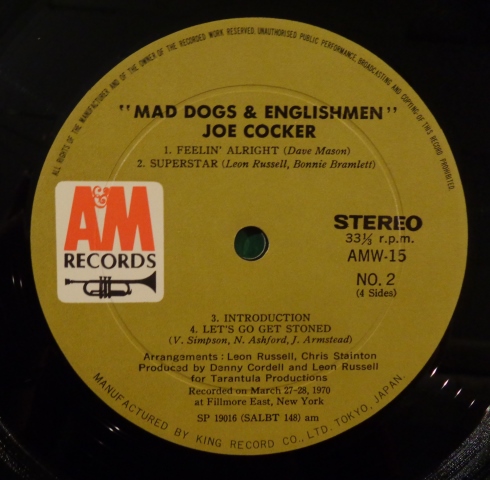 ALL RIGHTS OF THE MANUFACTURER AND OF THE OWNER OF THE RECORDED WORK RESERVED. UNAUTHORISED PUBLIC PERFORMANCE, BROADCASTING AND COPYING OF THIS RECORD PROHIBITED.
"MAD DOGS & ENGLISHMEN"
JOE COCKER
1. FEELIN' ALRIGHT (Dave Mason)
2. SUPERSTAR (Leon Russell, Bonnie Bramlett)
A&M
RECORDS
STEREO
33⅓ r.p.m.
AMW-15
NO. 2
(4 Sides)
3. INTRODUCTION
4. LET'S GO GET STONED
(V. Simpson, N. Ashford, J. Armstead)
Arrangements : Leon Russell, Chris Stainton
Produced by Danny Cordell and Leon Russell
for Tarantula Productions
Recorded on March 27-28, 1970
at Fillmore East, New York
SP 19016 (SALBT 148) am
MANUFACTURED BY KING RECORD CO., LTD. TOKYO, JAPAN.